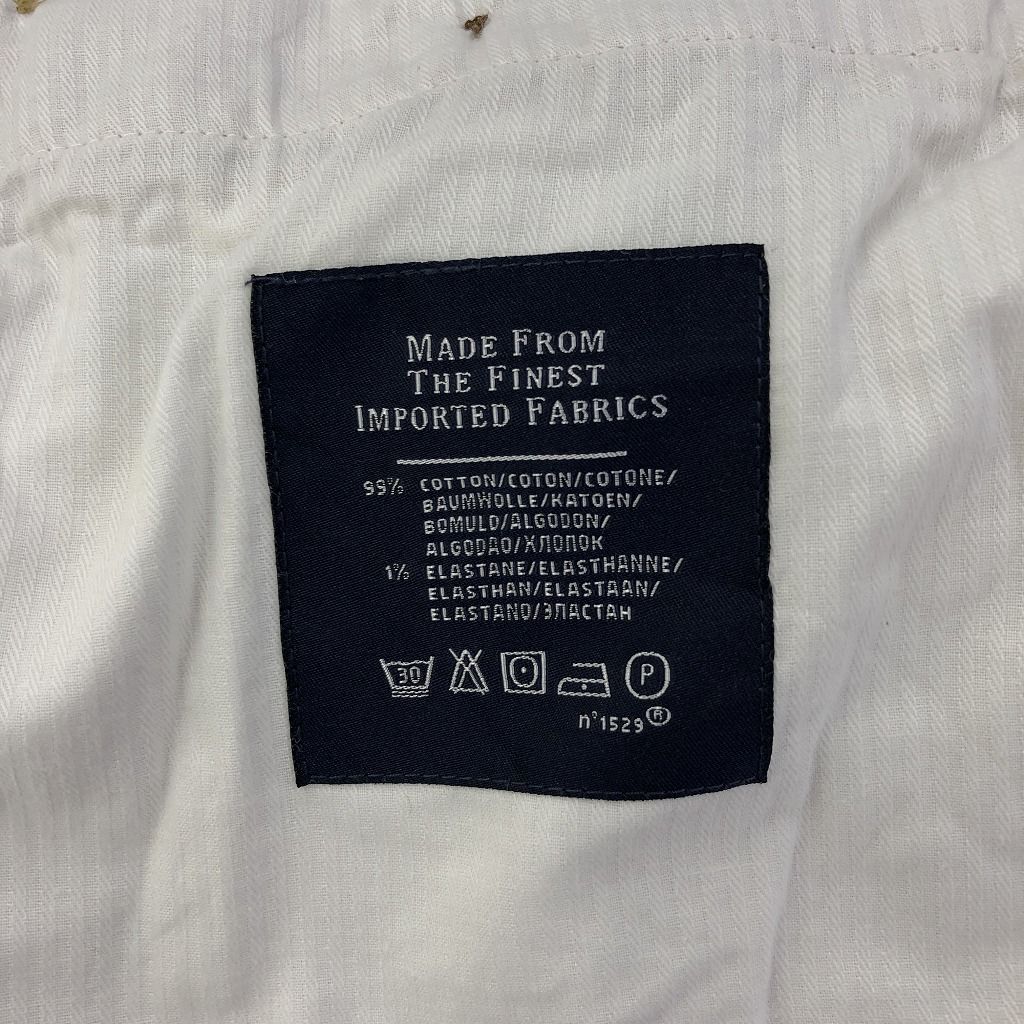 MADE FROM
THE FINEST
IMPORTED FABRICS
99% COTTON/COTON/COTONE/
BAUMWOLLE/KATOEN/
BOMULD/ALGODON/
ALGODAO/ХЛОПОК
1% ELASTANE/ELASTHANNE/
ELASTHAN/ELASTAAN/
ELASTANO/ЭЛАСТАН
30 P
n°1529®